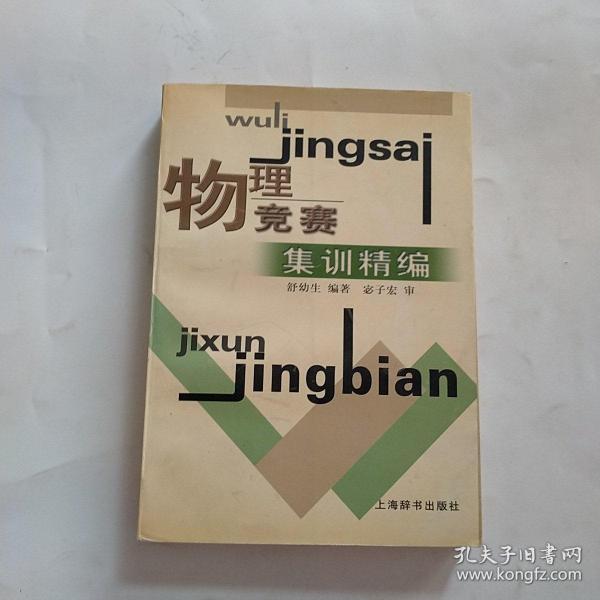 wuli
jingsai
物理
竞赛
集训精编
舒幼生 编著 宓子宏 审
jixun
jingbian
上海辞书出版社
孔夫子旧书网
www.kongfz.com